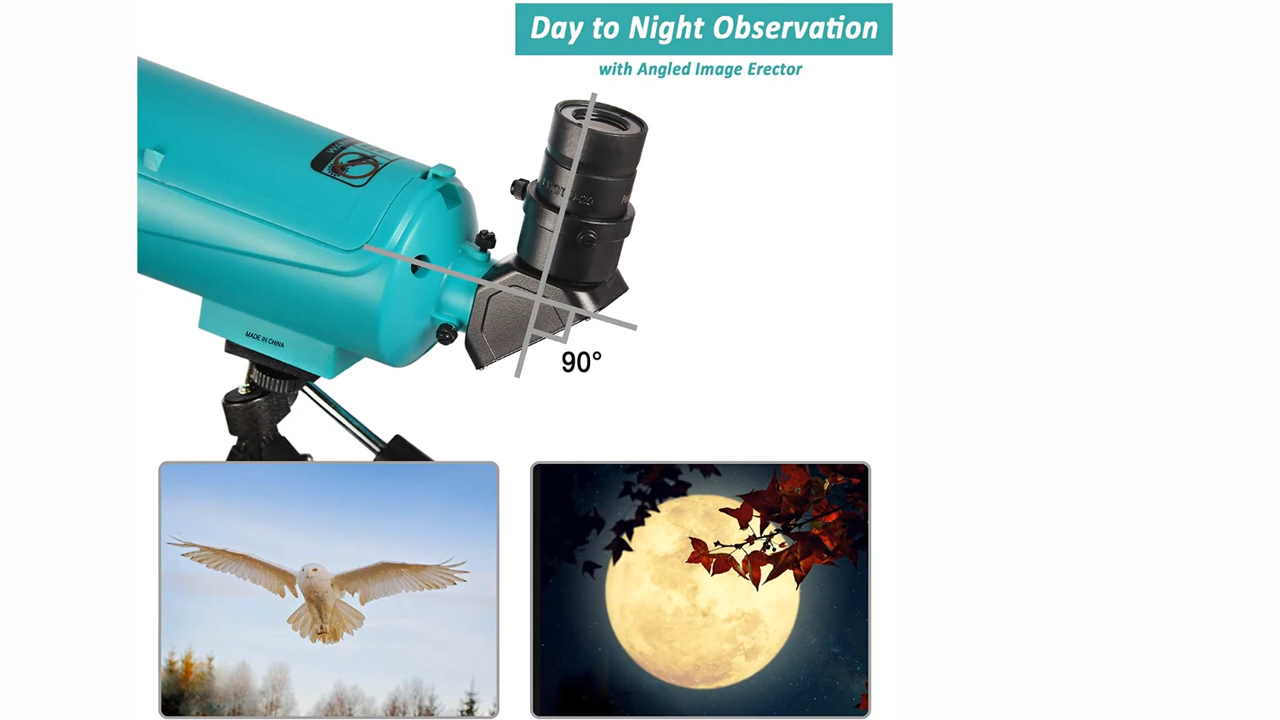 Day to Night Observation
with Angled Image Erector
MADE IN CHINA
90°